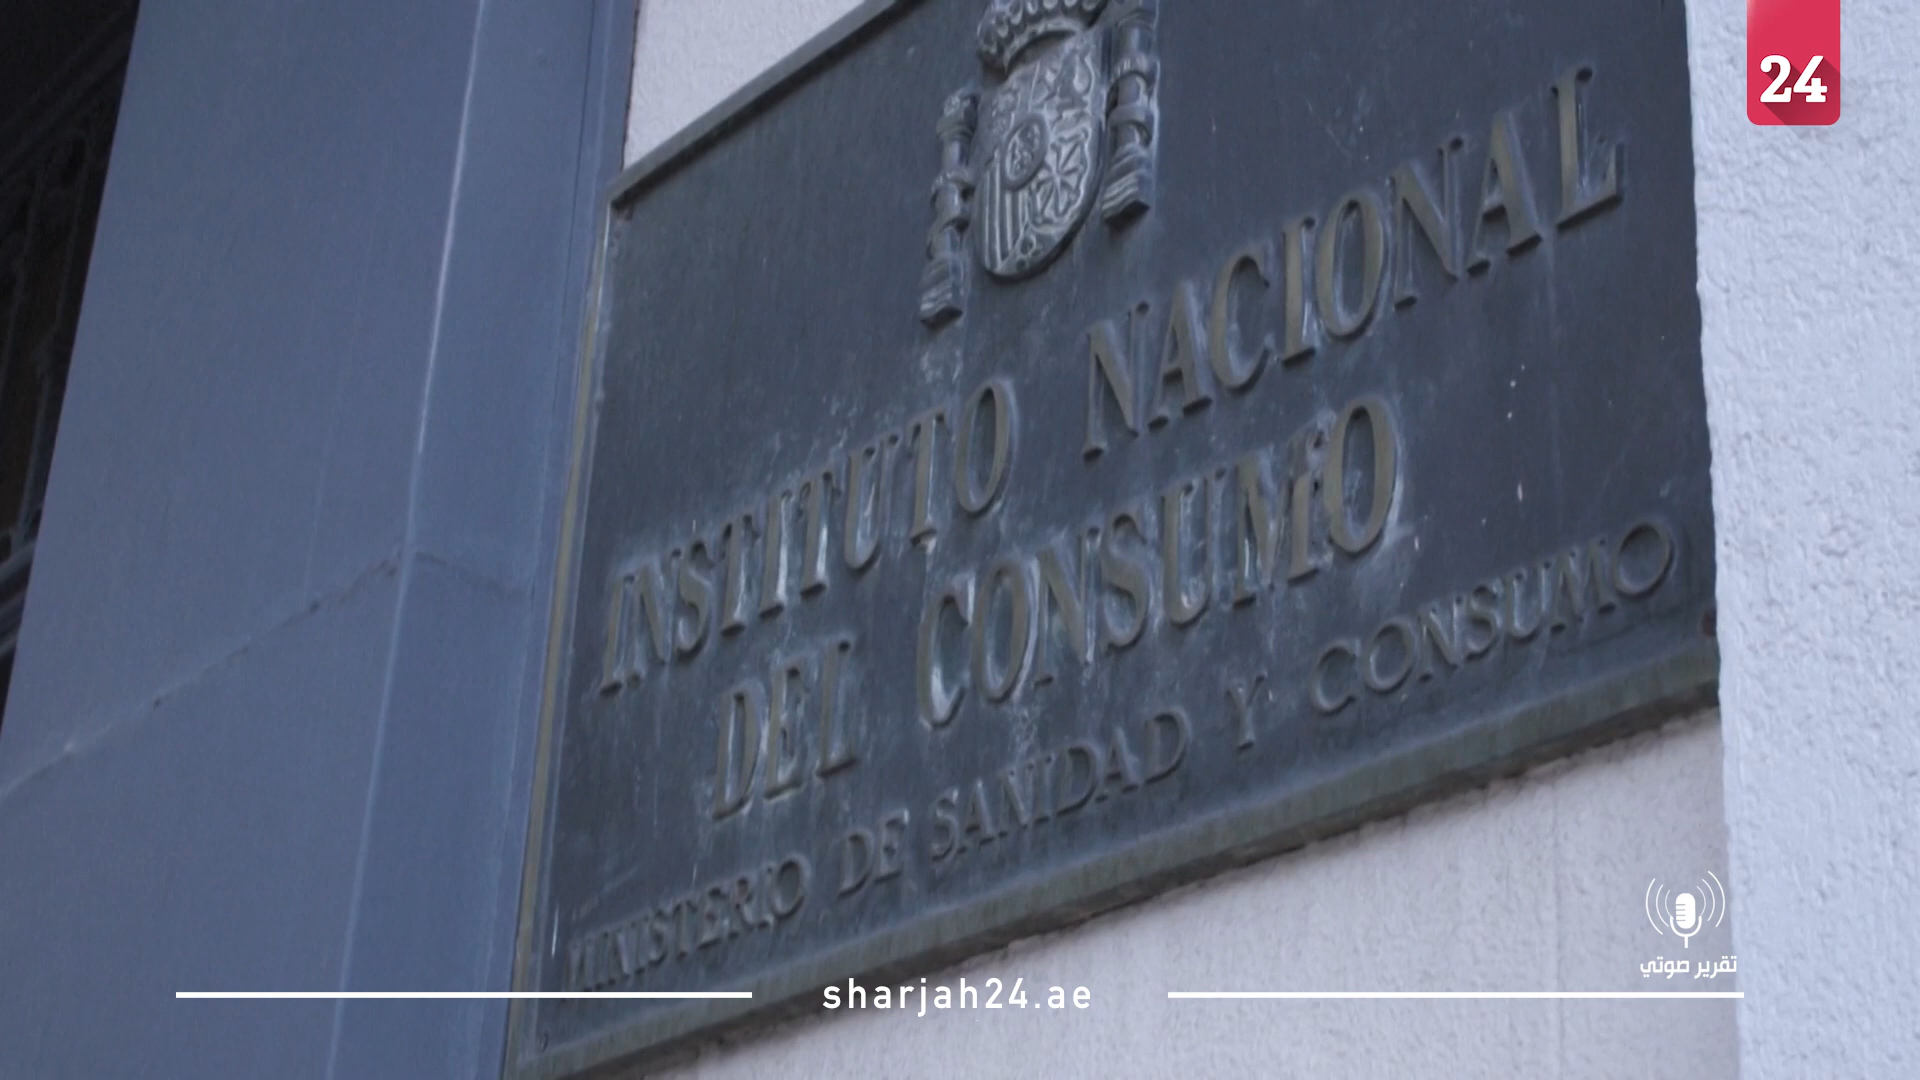 24
INSTITUTO NACIONAL
DEL CONSUMO
MINISTERIO DE SANIDAD Y CONSUMO
تقرير صوتي
sharjah24.ae